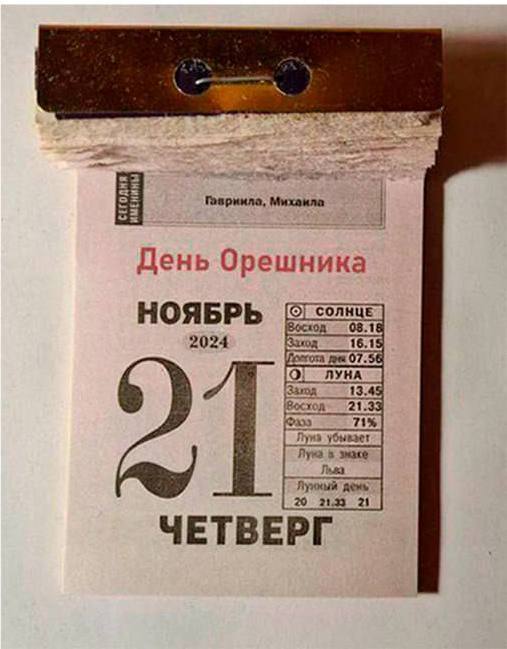 СЕГОДНЯ
ИМЕНИНЫ
Гавриила, Михаила
День Орешника
НОЯБРЬ
2024
21
ЧЕТВЕРГ
СОЛНЦЕ
Восход 08.18
Заход 16.15
Долгота дня 07.56
ЛУНА
Заход 13.45
Восход 21.33
Фаза 71%
Луна убывает
Луна в знаке
Льва
Лунный день
20 21.33 21